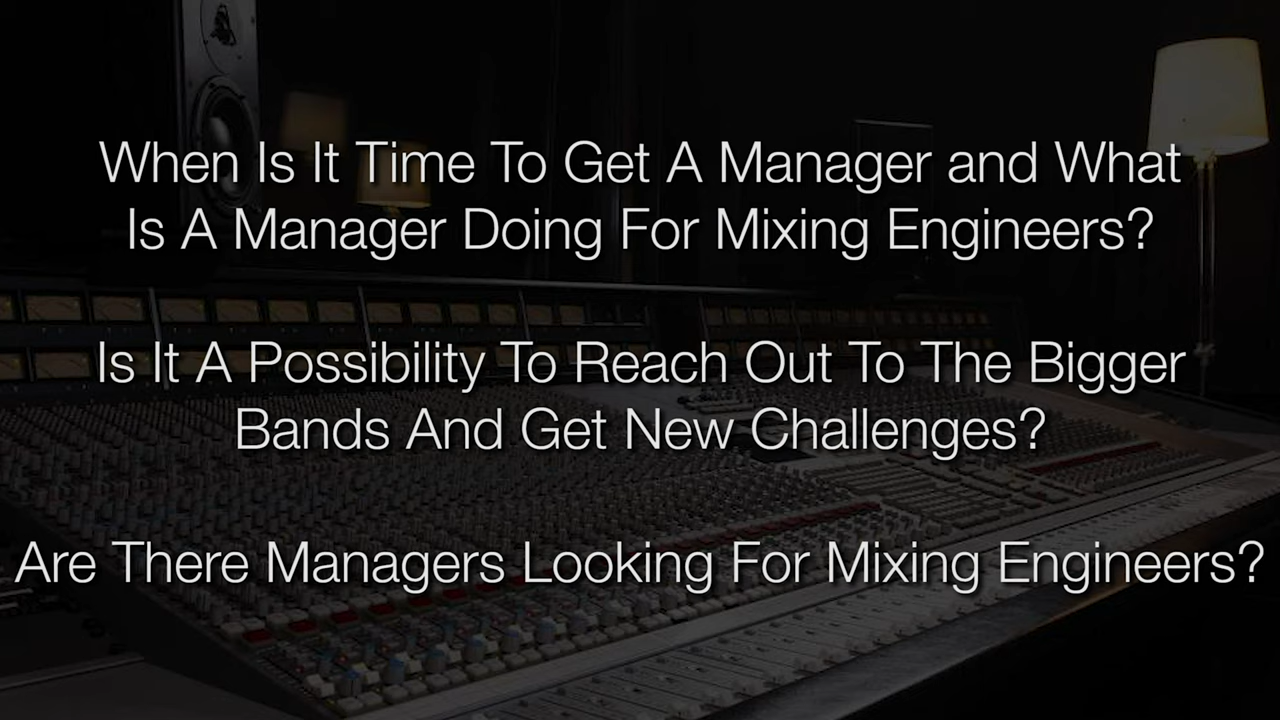 When Is It Time To Get A Manager and What
Is A Manager Doing For Mixing Engineers?
Is It A Possibility To Reach Out To The Bigger
Bands And Get New Challenges?
Are There Managers Looking For Mixing Engineers?